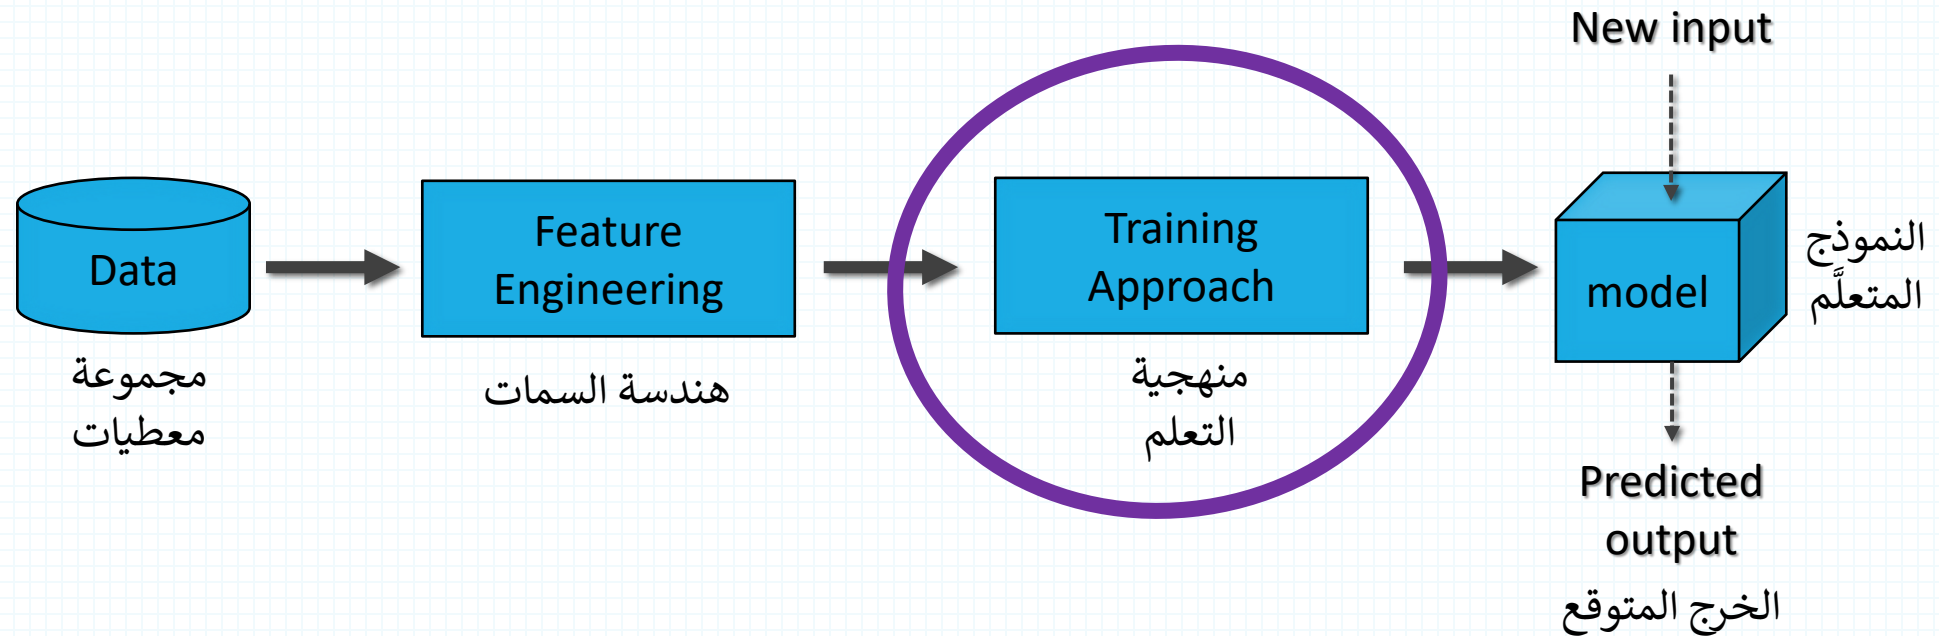 New input
Data
مجموعة
معطيات
Feature
Engineering
هندسة السمات
Training
Approach
منهجية
التعلم
model
النموذج
المتعلَّم
Predicted
output
الخرج المتوقع